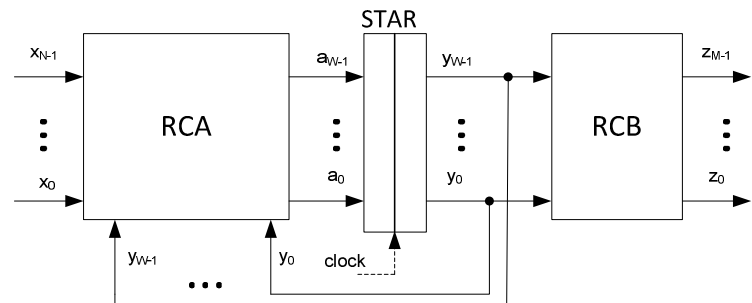 STAR
x_{N-1}
a_{W-1}
y_{W-1}
z_{M-1}
RCA
RCB
x_0
a_0
y_0
z_0
y_{W-1}
y_0
clock